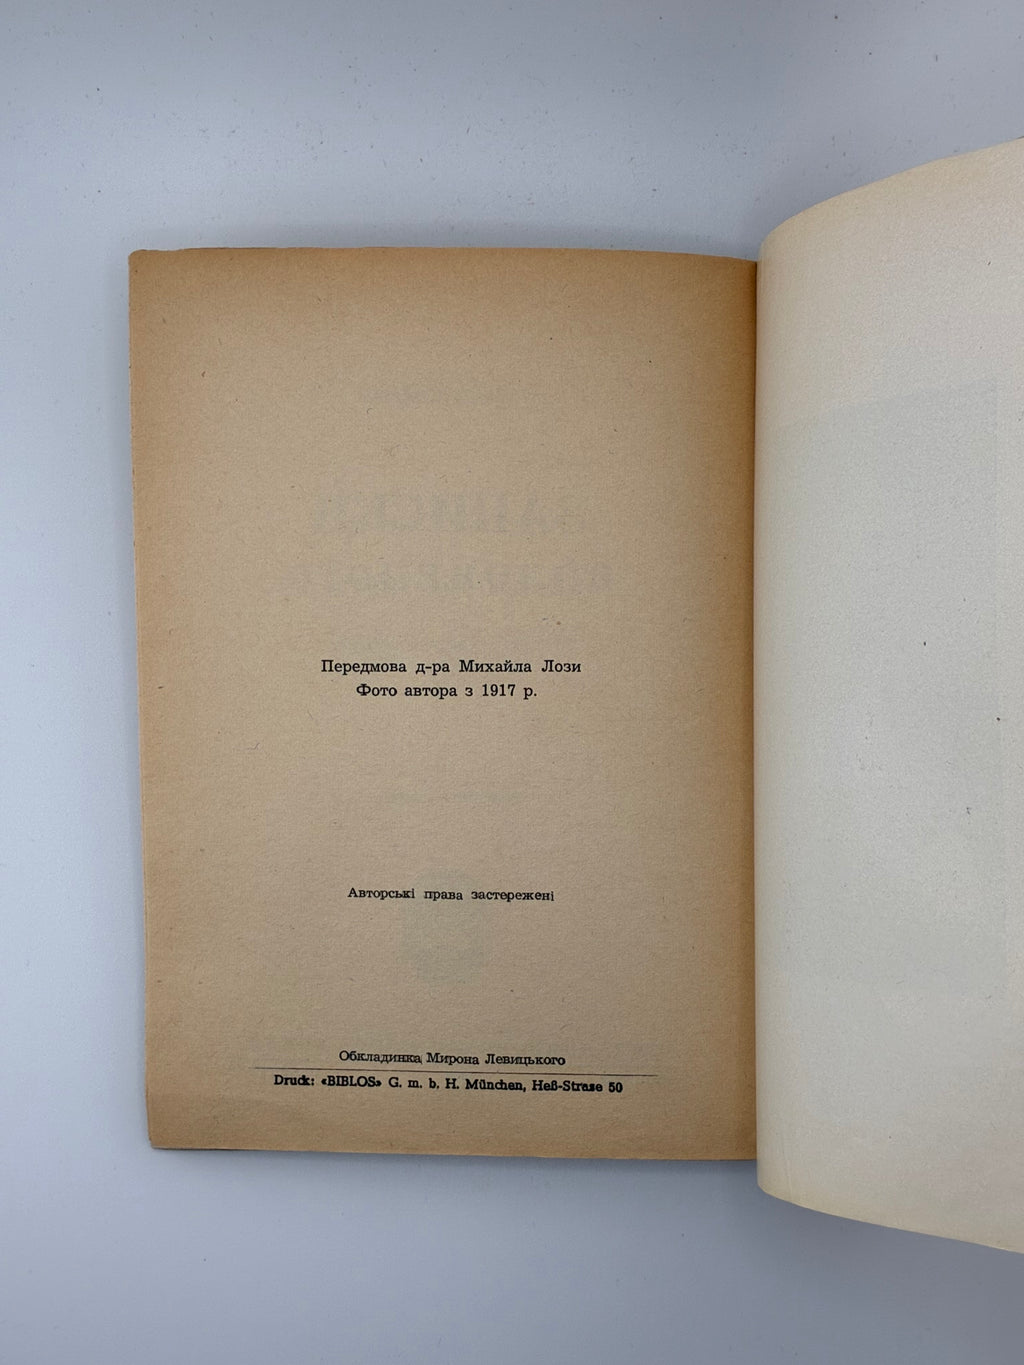 Передмова д-ра Михайла Лози
Фото автора з 1917 р.
Авторські права застережені
Обкладинка Мирона Левицького
Druck: «BIBLOS» G. m. b. H. München, Heß-Strase 50